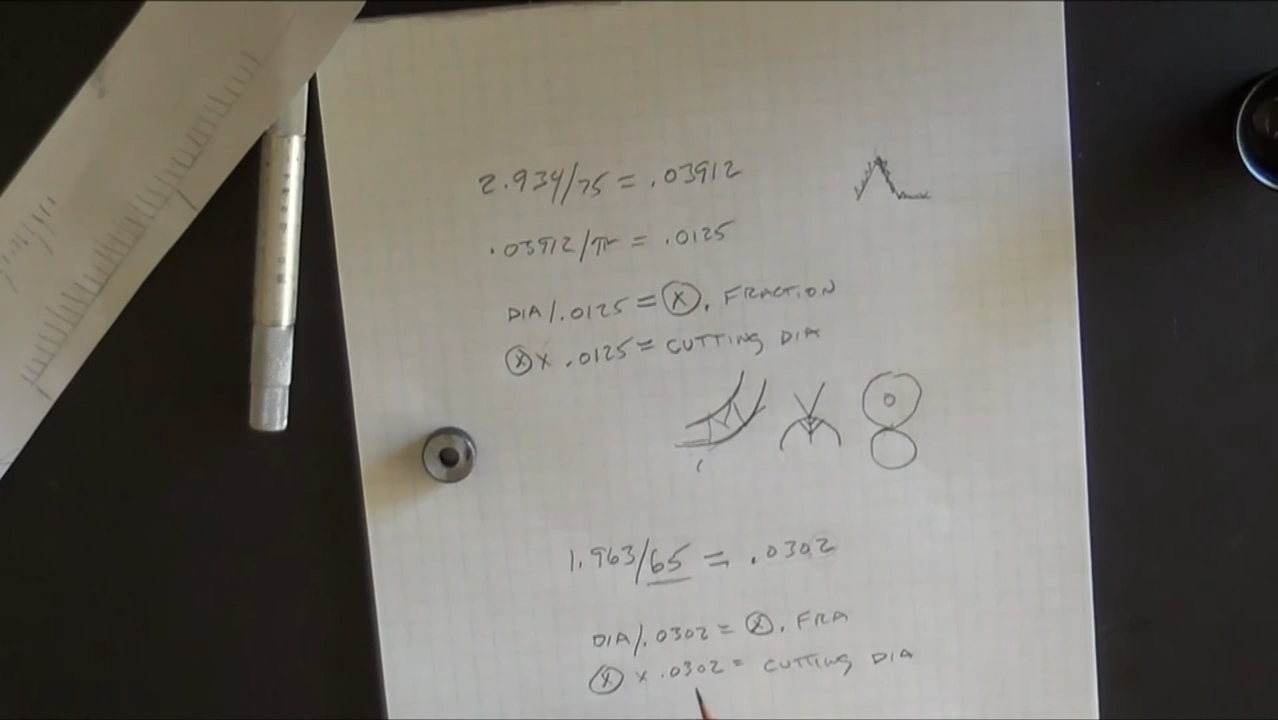 2.934/75 = .03912
.03912/π = .0125
DIA/.0125 = X. FRACTION
X x .0125 = CUTTING DIA
1.963/65 = .0302
DIA/.0302 = X. FRA
X x .0302 = CUTTING DIA